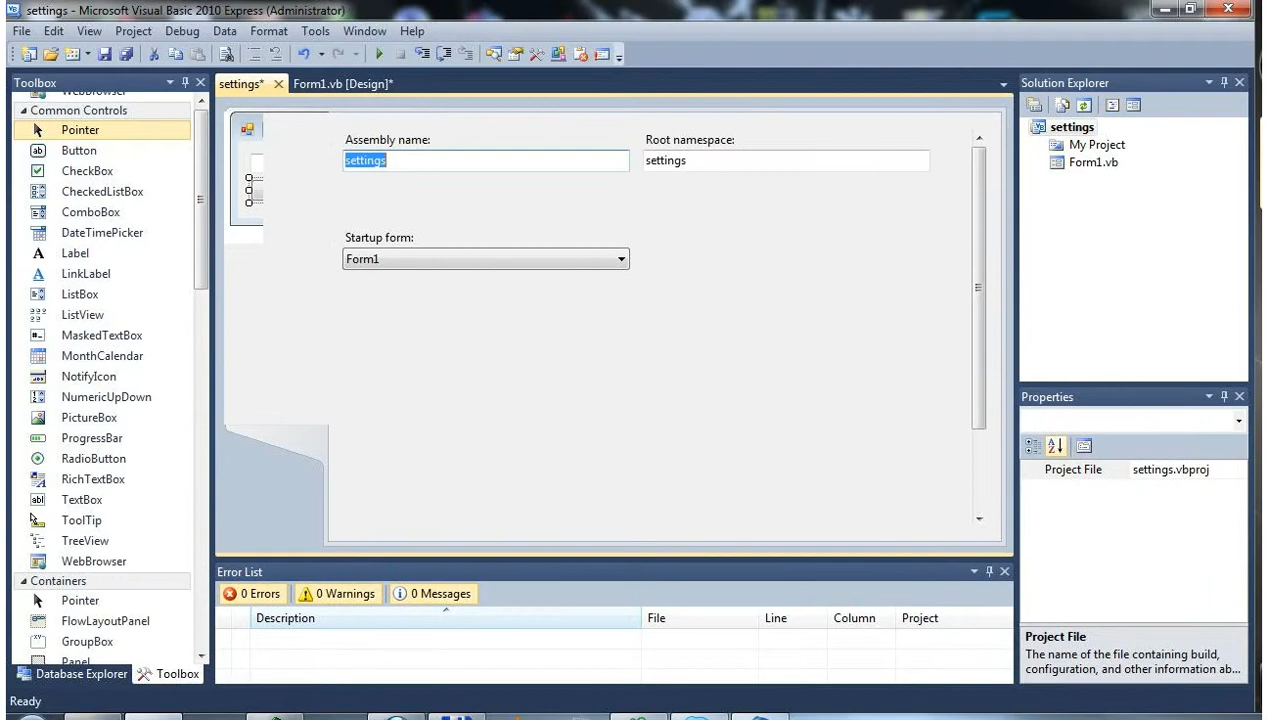 settings - Microsoft Visual Basic 2010 Express (Administrator)
File Edit View Project Debug Data Format Tools Window Help
Toolbox
settings*
Form1.vb [Design]*
Solution Explorer
WebBrowser
Common Controls
Pointer
Button
CheckBox
CheckedListBox
ComboBox
DateTimePicker
Label
LinkLabel
ListBox
ListView
MaskedTextBox
MonthCalendar
NotifyIcon
NumericUpDown
PictureBox
ProgressBar
RadioButton
RichTextBox
TextBox
ToolTip
TreeView
WebBrowser
Containers
Pointer
FlowLayoutPanel
GroupBox
Panel
Database Explorer
Toolbox
Assembly name:
Root namespace:
settings
settings
Startup form:
Form1
settings
My Project
Form1.vb
Properties
Project File settings.vbproj
Project File
The name of the file containing build,
configuration, and other information ab...
Error List
0 Errors
0 Warnings
0 Messages
Description File Line Column Project
Ready